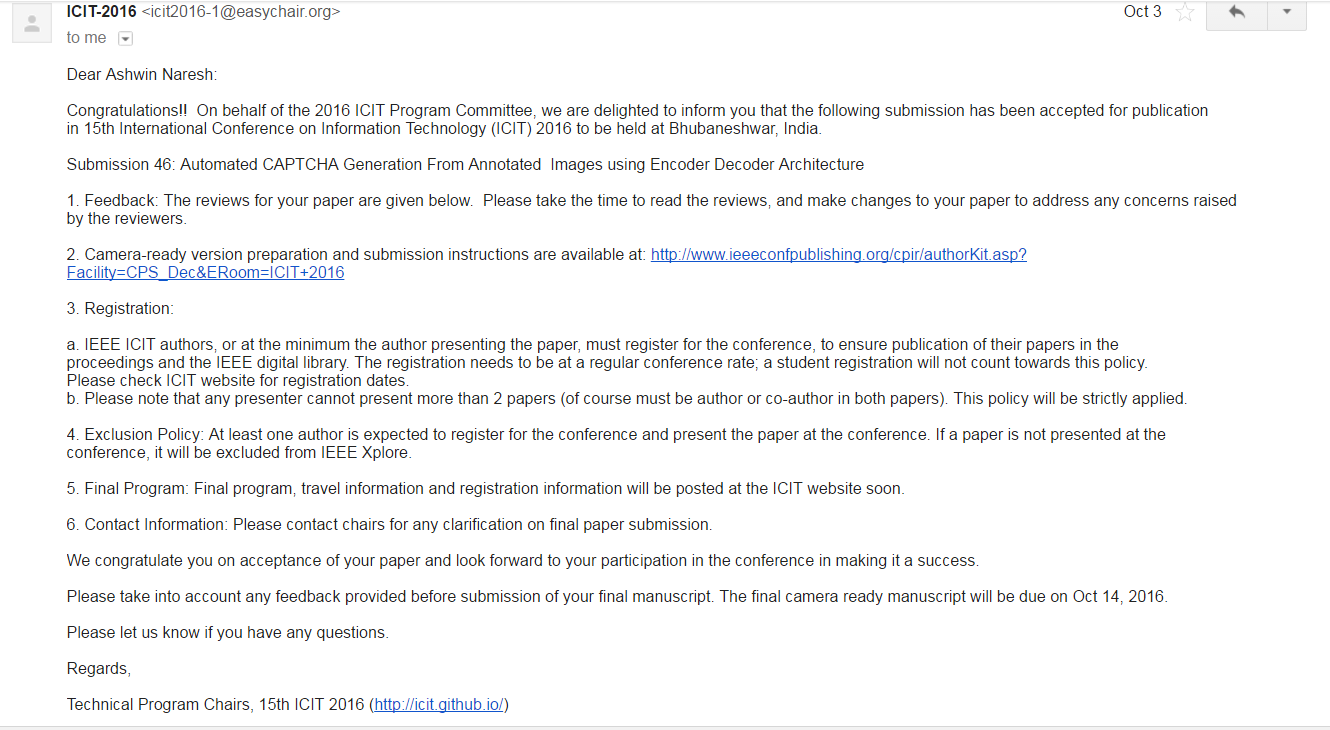 ICIT-2016 <icit2016-1@easychair.org>
Oct 3
to me
Dear Ashwin Naresh:
Congratulations!!  On behalf of the 2016 ICIT Program Committee, we are delighted to inform you that the following submission has been accepted for publication
in 15th International Conference on Information Technology (ICIT) 2016 to be held at Bhubaneshwar, India.
Submission 46: Automated CAPTCHA Generation From Annotated  Images using Encoder Decoder Architecture
1. Feedback: The reviews for your paper are given below.  Please take the time to read the reviews, and make changes to your paper to address any concerns raised
by the reviewers.
2. Camera-ready version preparation and submission instructions are available at: http://www.ieeeconfpublishing.org/cpir/authorKit.asp?
Facility=CPS_Dec&ERoom=ICIT+2016
3. Registration:
a. IEEE ICIT authors, or at the minimum the author presenting the paper, must register for the conference, to ensure publication of their papers in the
proceedings and the IEEE digital library. The registration needs to be at a regular conference rate; a student registration will not count towards this policy.
Please check ICIT website for registration dates.
b. Please note that any presenter cannot present more than 2 papers (of course must be author or co-author in both papers). This policy will be strictly applied.
4. Exclusion Policy: At least one author is expected to register for the conference and present the paper at the conference. If a paper is not presented at the
conference, it will be excluded from IEEE Xplore.
5. Final Program: Final program, travel information and registration information will be posted at the ICIT website soon.
6. Contact Information: Please contact chairs for any clarification on final paper submission.
We congratulate you on acceptance of your paper and look forward to your participation in the conference in making it a success.
Please take into account any feedback provided before submission of your final manuscript. The final camera ready manuscript will be due on Oct 14, 2016.
Please let us know if you have any questions.
Regards,
Technical Program Chairs, 15th ICIT 2016 (http://icit.github.io/)